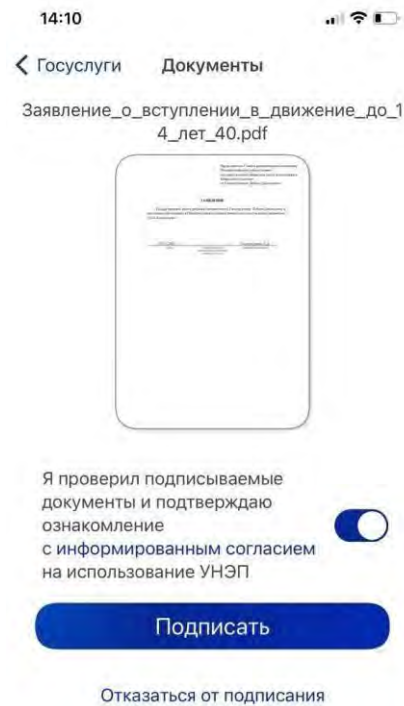 14:10
Госуслуги Документы
Заявление_о_вступлении_в_движение_до_1
4_лет_40.pdf
Я проверил подписываемые
документы и подтверждаю
ознакомление
с информированным согласием
на использование УНЭП
Подписать
Отказаться от подписания